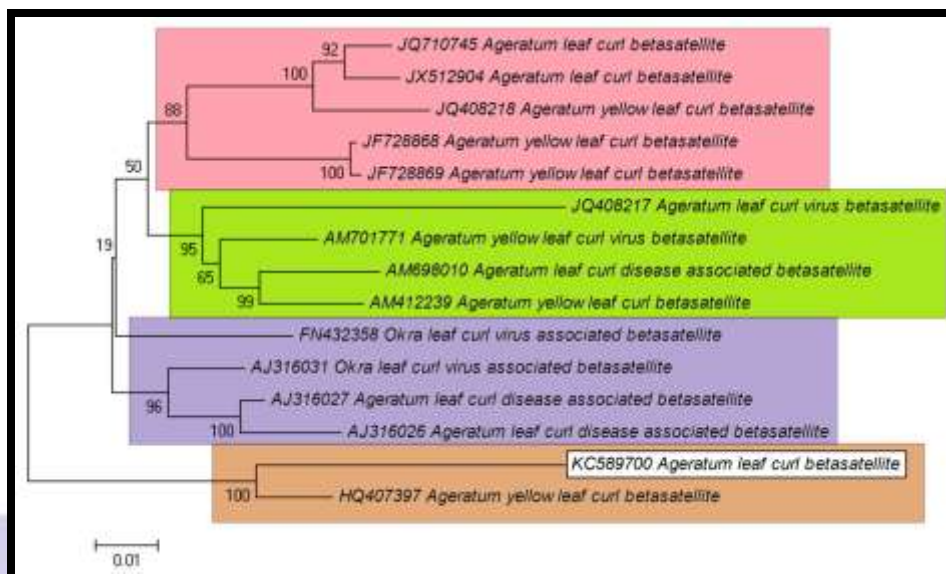 92
JQ710745 Ageratum leaf curl betasatellite
100
JX512904 Ageratum leaf curl betasatellite
88
JQ408218 Ageratum yellow leaf curl betasatellite
JF728868 Ageratum yellow leaf curl betasatellite
50
100
JF728869 Ageratum yellow leaf curl betasatellite
JQ408217 Ageratum leaf curl virus betasatellite
19
95
AM701771 Ageratum yellow leaf curl virus betasatellite
65
AM698010 Ageratum leaf curl disease associated betasatellite
99
AM412239 Ageratum yellow leaf curl betasatellite
FN432358 Okra leaf curl virus associated betasatellite
AJ316031 Okra leaf curl virus associated betasatellite
96
AJ316027 Ageratum leaf curl disease associated betasatellite
100
AJ316026 Ageratum leaf curl disease associated betasatellite
KC589700 Ageratum leaf curl betasatellite
100
HQ407397 Ageratum yellow leaf curl betasatellite
0.01